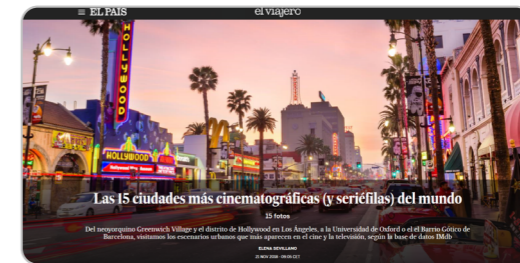 ≡ EL PAÍS
el viajero
HOLLYWOOD
HOLLYWOOD
Las 15 ciudades más cinematográficas (y seriéfilas) del mundo
15 fotos
Del neoyorquino Greenwich Village y el distrito de Hollywood en Los Ángeles, a la Universidad de Oxford o el el Barrio Gótico de
Barcelona, visitamos los escenarios urbanos que más aparecen en el cine y la televisión, según la base de datos IMdb
ELENA SEVILLANO